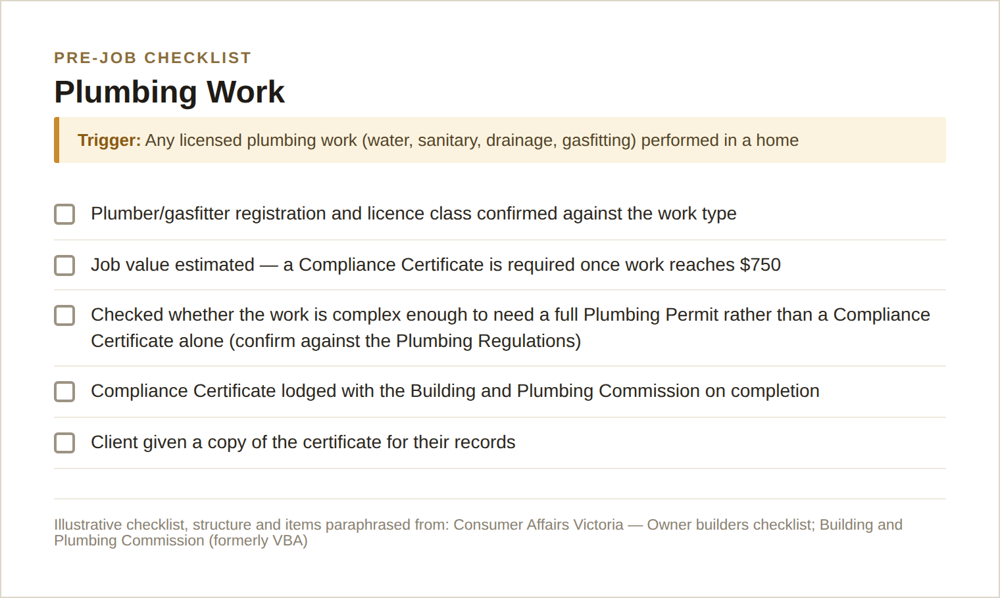 PRE-JOB CHECKLIST
Plumbing Work
Trigger: Any licensed plumbing work (water, sanitary, drainage, gasfitting) performed in a home
Plumber/gasfitter registration and licence class confirmed against the work type
Job value estimated — a Compliance Certificate is required once work reaches $750
Checked whether the work is complex enough to need a full Plumbing Permit rather than a Compliance
Certificate alone (confirm against the Plumbing Regulations)
Compliance Certificate lodged with the Building and Plumbing Commission on completion
Client given a copy of the certificate for their records
Illustrative checklist, structure and items paraphrased from: Consumer Affairs Victoria — Owner builders checklist; Building and
Plumbing Commission (formerly VBA)